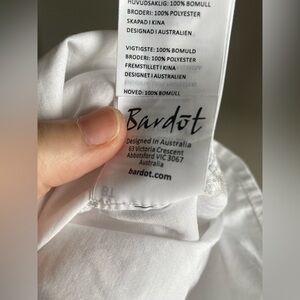 HUVUDSAKLIG: 100% BOMULL
BRODERI: 100% POLYESTER
SKAPAD I KINA
DESIGNAD I AUSTRALIEN
VIGTIGSTE: 100% BOMULD
BRODERI: 100% POLYESTER
FREMSTILLET I KINA
DESIGNET I AUSTRALIEN
HOVED: 100% BOMULL
Bardot
Designed in Australia
63 Victoria Crescent
Abbotsford VIC 3067
Australia
bardot.com